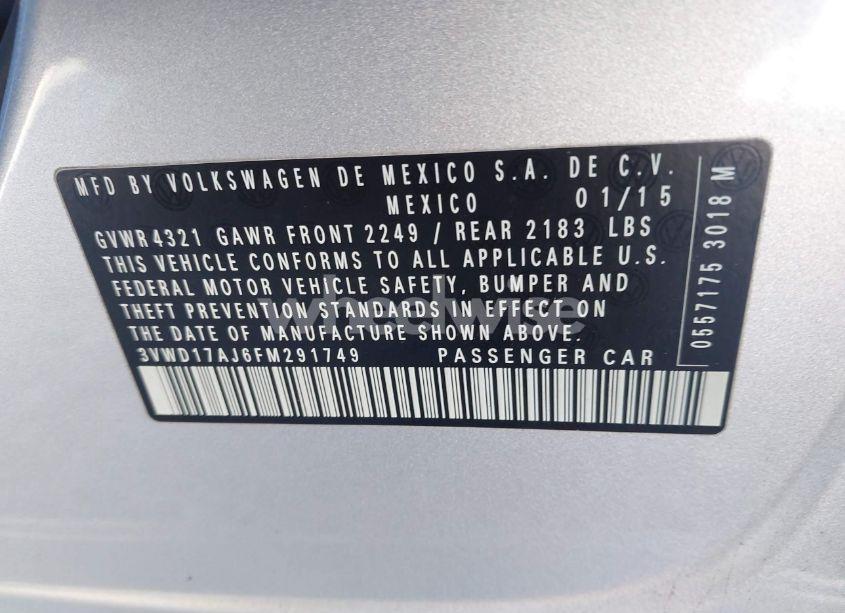 MFD BY VOLKSWAGEN DE MEXICO S.A. DE C.V.
MEXICO 01/15
GVWR 4321 GAWR FRONT 2249 / REAR 2183 LBS
THIS VEHICLE CONFORMS TO ALL APPLICABLE U.S.
FEDERAL MOTOR VEHICLE SAFETY, BUMPER AND
THEFT PREVENTION STANDARDS IN EFFECT ON
THE DATE OF MANUFACTURE SHOWN ABOVE.
3VWD17AJ6FM291749 PASSENGER CAR
0557175 3018 M
wheelwise